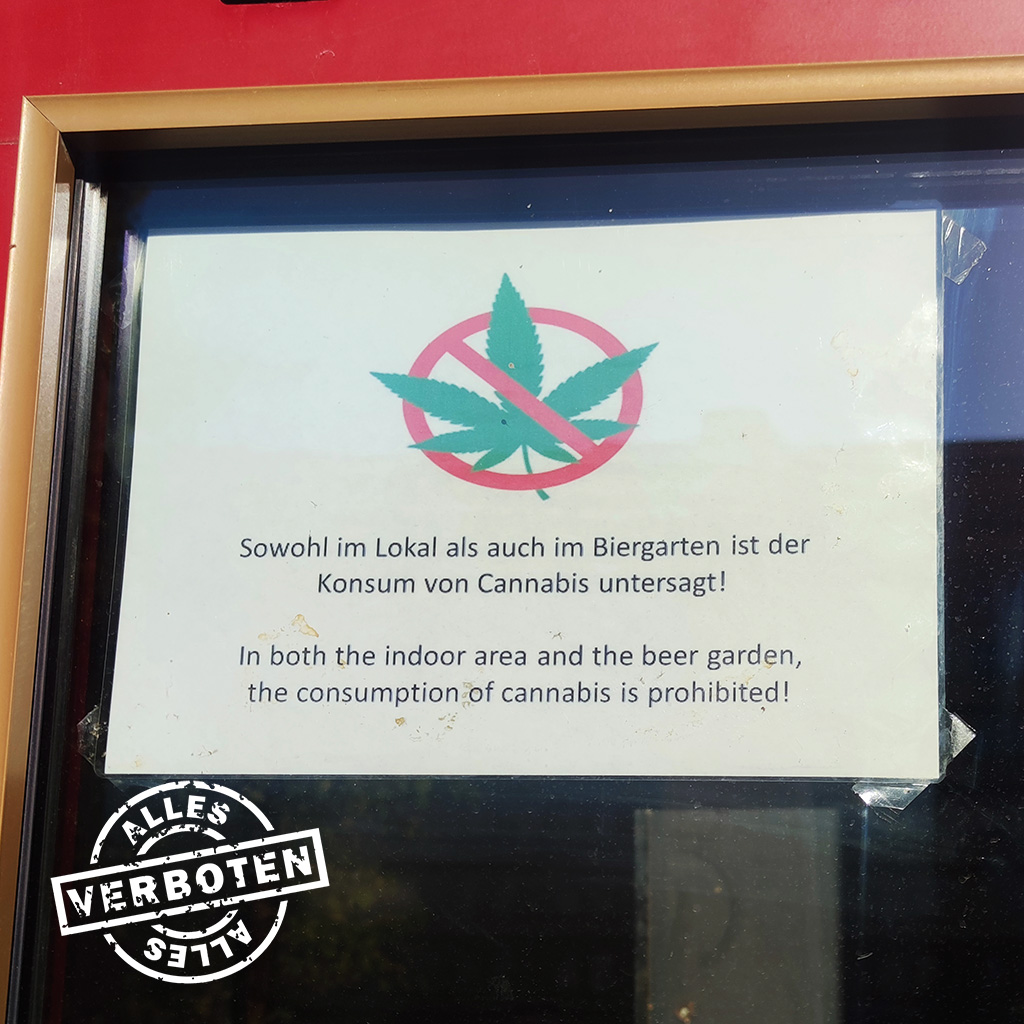 Sowohl im Lokal als auch im Biergarten ist der
Konsum von Cannabis untersagt!
In both the indoor area and the beer garden,
the consumption of cannabis is prohibited!
ALLES
VERBOTEN
ALLES